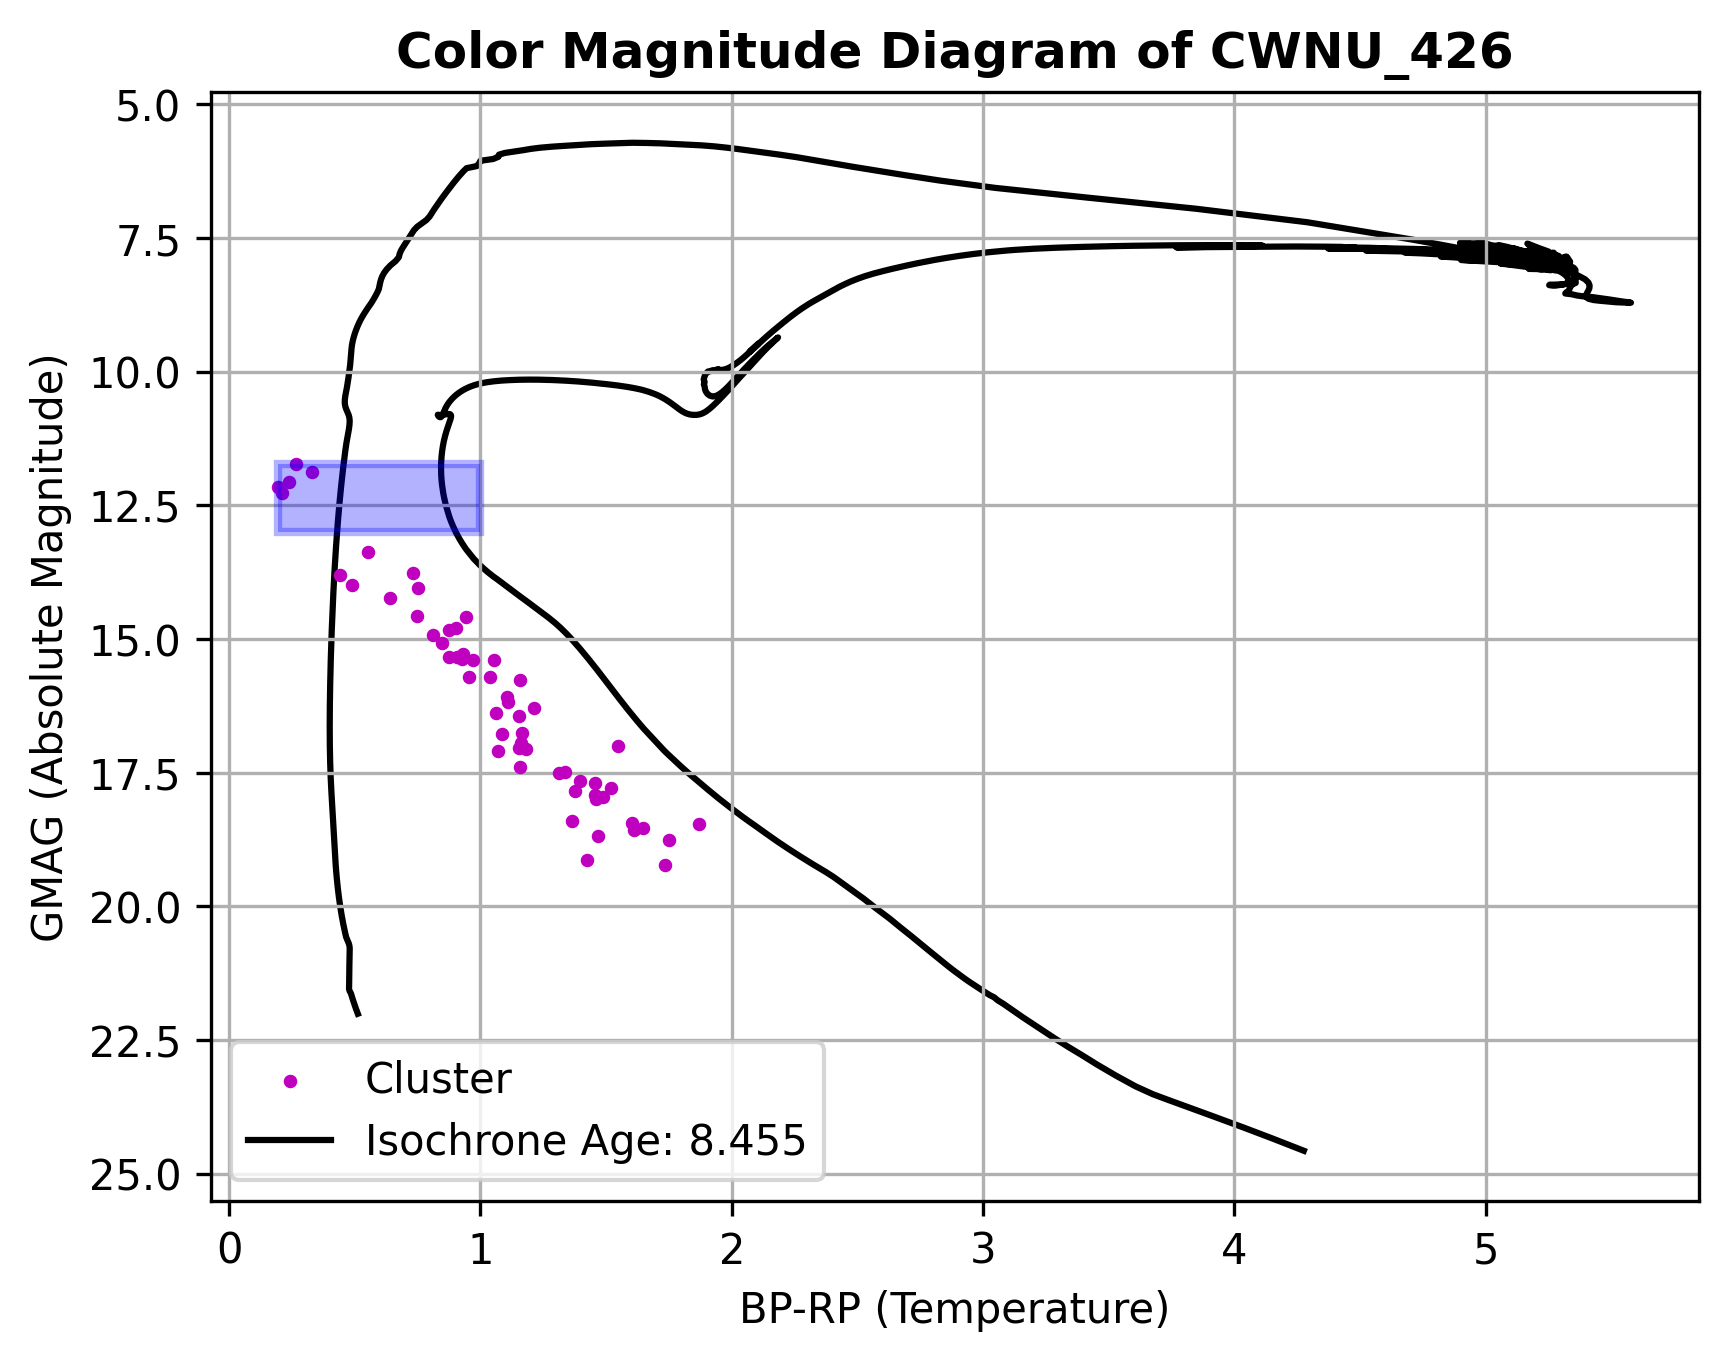 Color Magnitude Diagram of CWNU_426
GMAG (Absolute Magnitude)
5.0
7.5
10.0
12.5
15.0
17.5
20.0
22.5
25.0
Cluster
Isochrone Age: 8.455
0 1 2 3 4 5
BP-RP (Temperature)